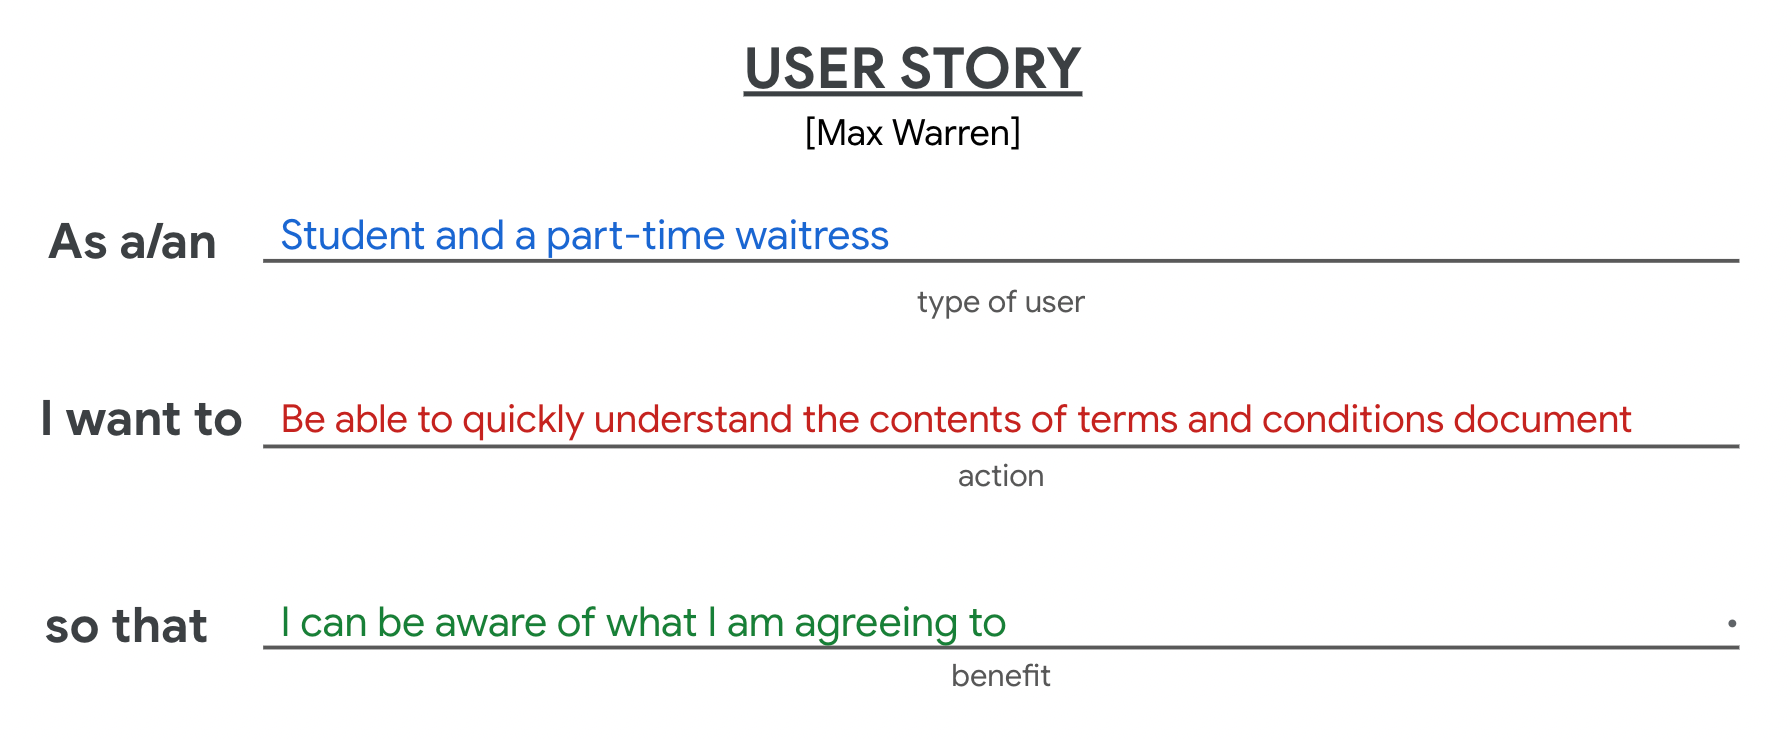 USER STORY
[Max Warren]
As a/an Student and a part-time waitress
type of user
I want to Be able to quickly understand the contents of terms and conditions document
action
so that I can be aware of what I am agreeing to .
benefit